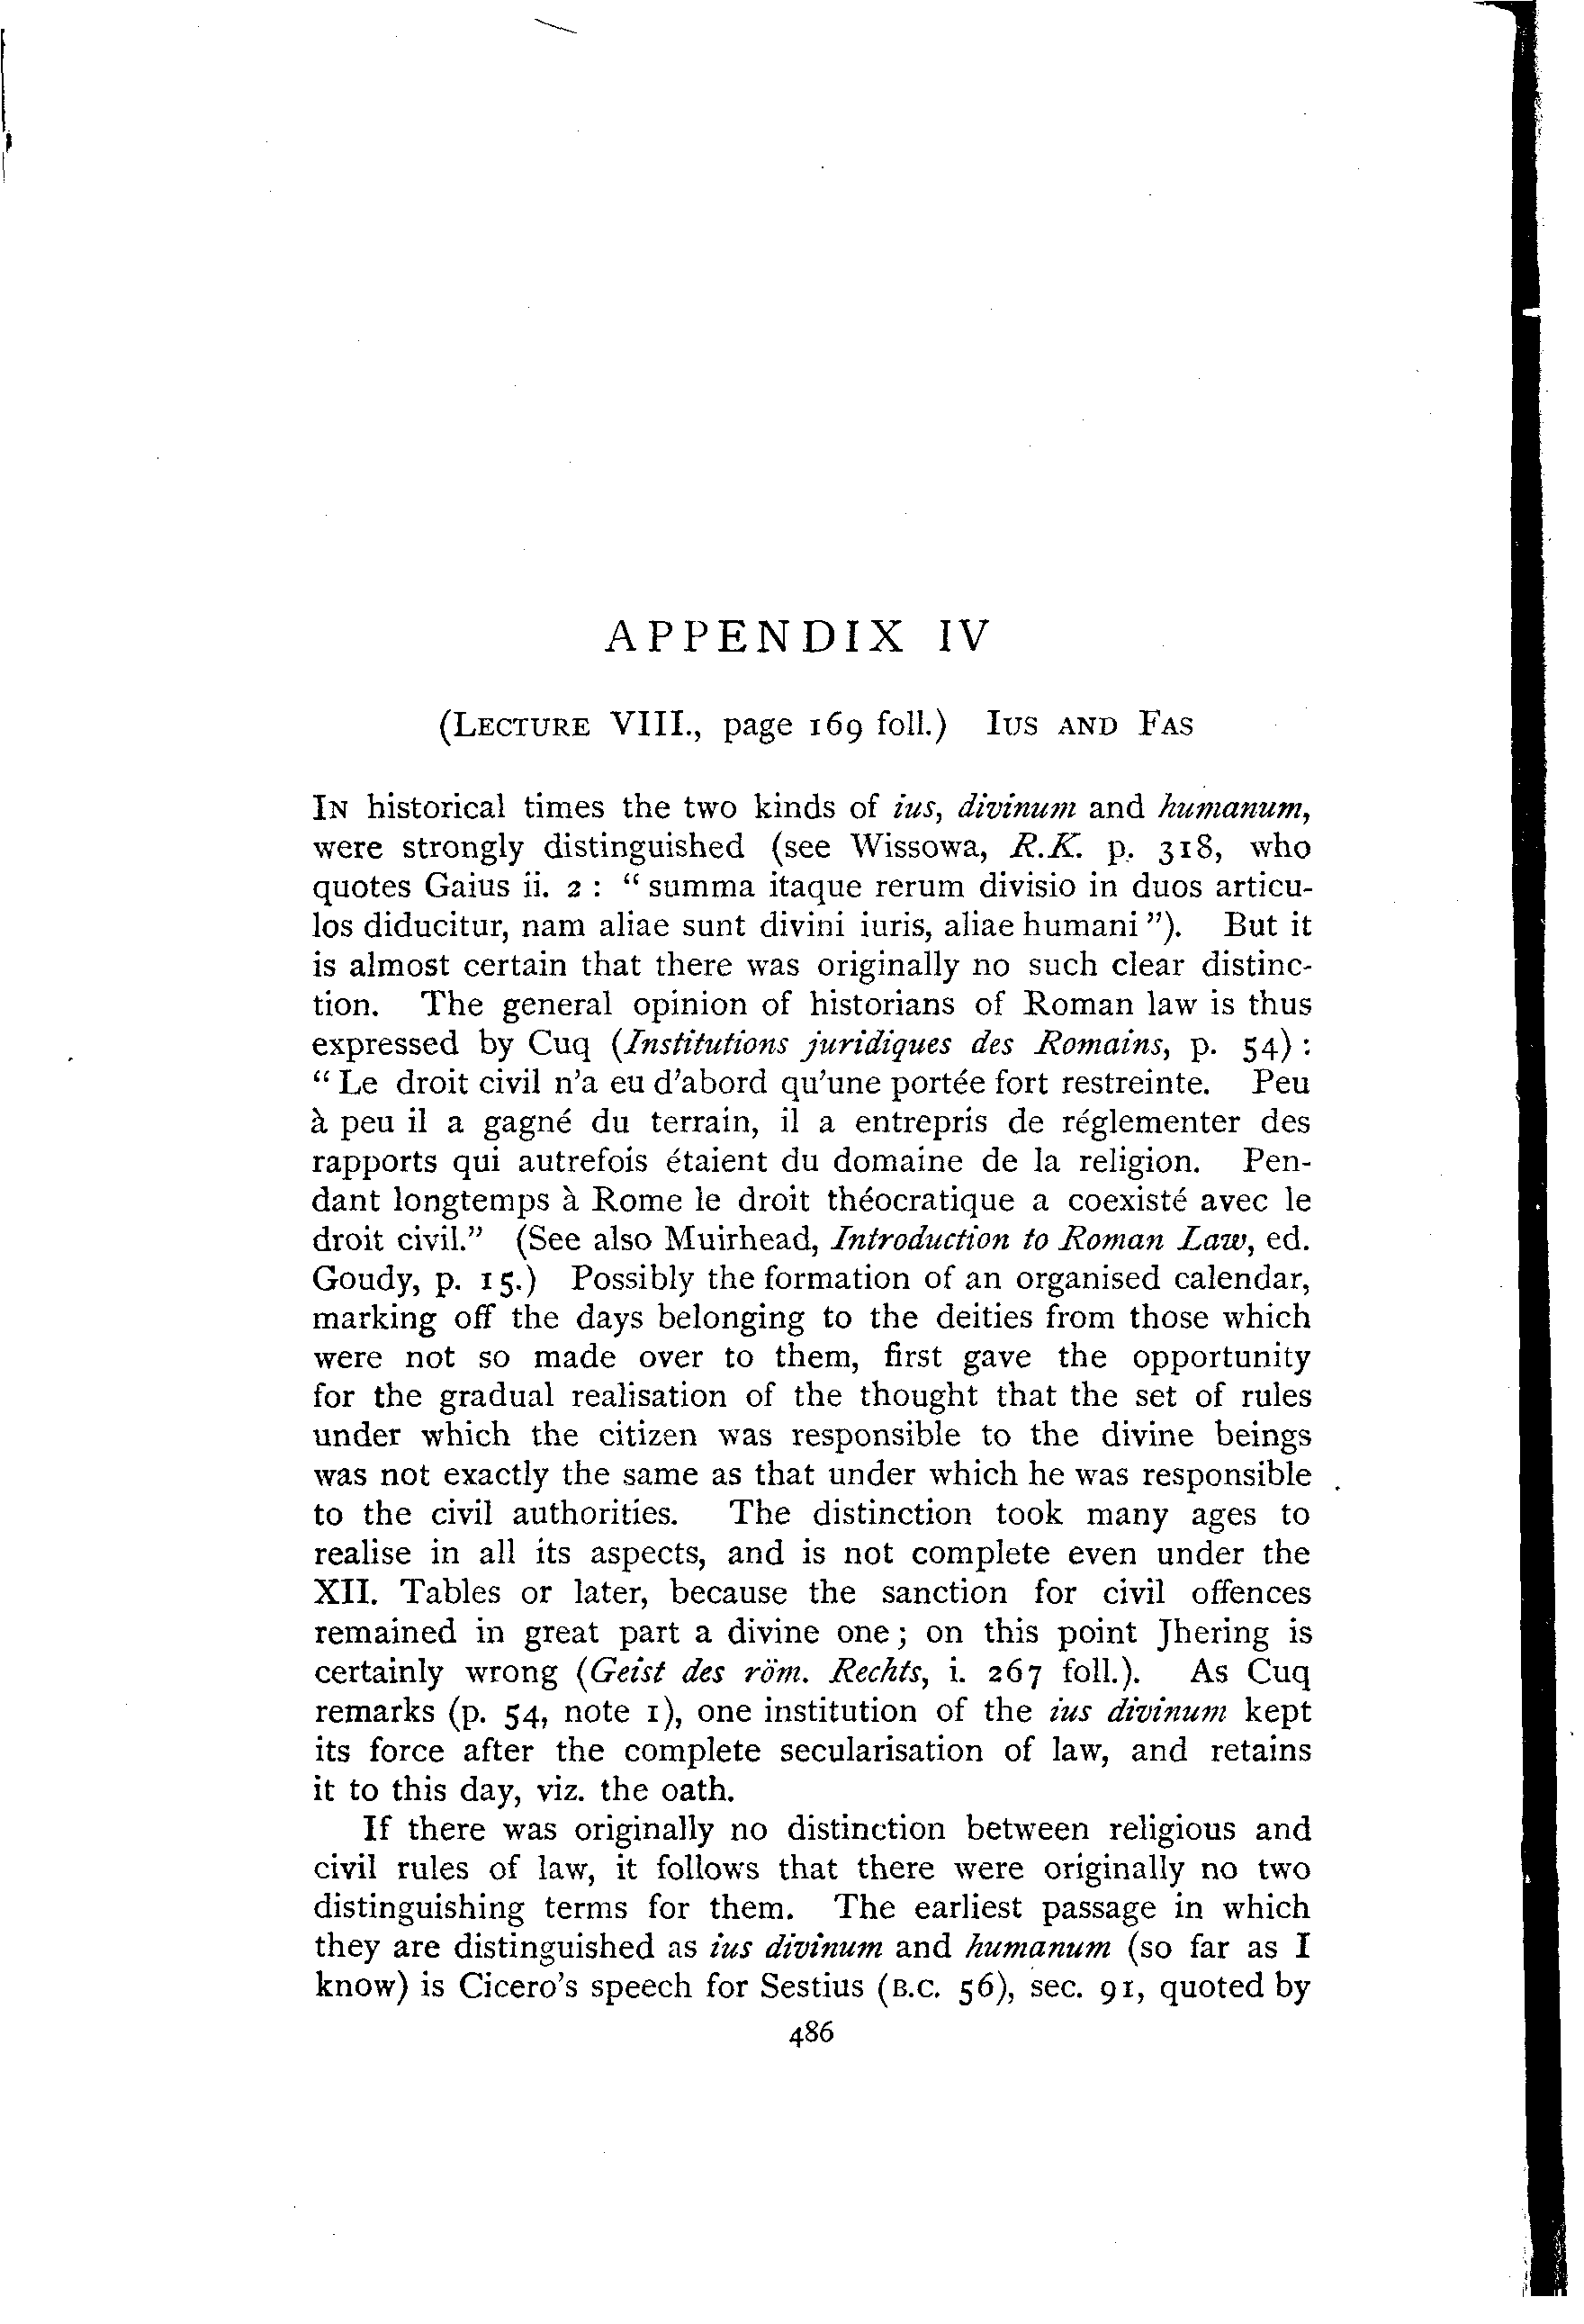 APPENDIX IV
(LECTURE VIII., page 169 foll.) IUS AND FAS
IN historical times the two kinds of ius, divinum and humanum,
were strongly distinguished (see Wissowa, R.K. p. 318, who
quotes Gaius ii. 2 : “ summa itaque rerum divisio in duos articu-
los diducitur, nam aliae sunt divini iuris, aliae humani ”). But it
is almost certain that there was originally no such clear distinc-
tion. The general opinion of historians of Roman law is thus
expressed by Cuq (Institutions juridiques des Romains, p. 54) :
“ Le droit civil n'a eu d'abord qu'une portée fort restreinte. Peu
à peu il a gagné du terrain, il a entrepris de réglementer des
rapports qui autrefois étaient du domaine de la religion. Pen-
dant longtemps à Rome le droit théocratique a coexisté avec le
droit civil.” (See also Muirhead, Introduction to Roman Law, ed.
Goudy, p. 15.) Possibly the formation of an organised calendar,
marking off the days belonging to the deities from those which
were not so made over to them, first gave the opportunity
for the gradual realisation of the thought that the set of rules
under which the citizen was responsible to the divine beings
was not exactly the same as that under which he was responsible
to the civil authorities. The distinction took many ages to
realise in all its aspects, and is not complete even under the
XII. Tables or later, because the sanction for civil offences
remained in great part a divine one; on this point Jhering is
certainly wrong (Geist des röm. Rechts, i. 267 foll.). As Cuq
remarks (p. 54, note 1), one institution of the ius divinum kept
its force after the complete secularisation of law, and retains
it to this day, viz. the oath.
If there was originally no distinction between religious and
civil rules of law, it follows that there were originally no two
distinguishing terms for them. The earliest passage in which
they are distinguished as ius divinum and humanum (so far as I
know) is Cicero's speech for Sestius (B.C. 56), sec. 91, quoted by
486